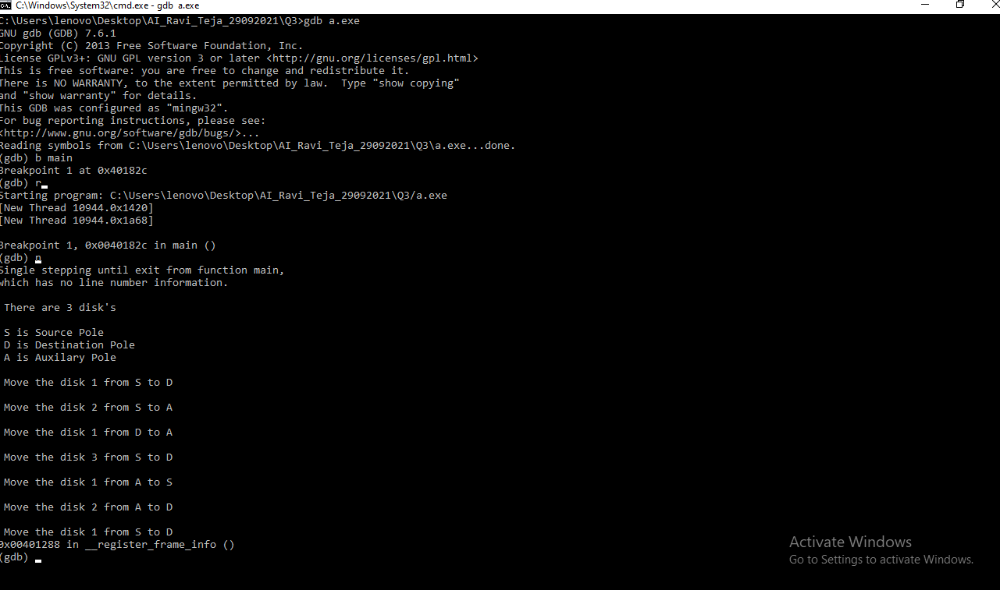 C:\Windows\System32\cmd.exe - gdb a.exe
C:\Users\lenovo\Desktop\AI_Ravi_Teja_29092021\Q3>gdb a.exe
GNU gdb (GDB) 7.6.1
Copyright (C) 2013 Free Software Foundation, Inc.
License GPLv3+: GNU GPL version 3 or later <http://gnu.org/licenses/gpl.html>
This is free software: you are free to change and redistribute it.
There is NO WARRANTY, to the extent permitted by law.  Type "show copying"
and "show warranty" for details.
This GDB was configured as "mingw32".
For bug reporting instructions, please see:
<http://www.gnu.org/software/gdb/bugs/>...
Reading symbols from C:\Users\lenovo\Desktop\AI_Ravi_Teja_29092021\Q3\a.exe...done.
(gdb) b main
Breakpoint 1 at 0x40182c
(gdb) r
Starting program: C:\Users\lenovo\Desktop\AI_Ravi_Teja_29092021\Q3/a.exe
[New Thread 10944.0x1420]
[New Thread 10944.0x1a68]
Breakpoint 1, 0x0040182c in main ()
(gdb) n
Single stepping until exit from function main,
which has no line number information.
There are 3 disk's
S is Source Pole
D is Destination Pole
A is Auxilary Pole
Move the disk 1 from S to D
Move the disk 2 from S to A
Move the disk 1 from D to A
Move the disk 3 from S to D
Move the disk 1 from A to S
Move the disk 2 from A to D
Move the disk 1 from S to D
0x00401288 in __register_frame_info ()
(gdb)
Activate Windows
Go to Settings to activate Windows.